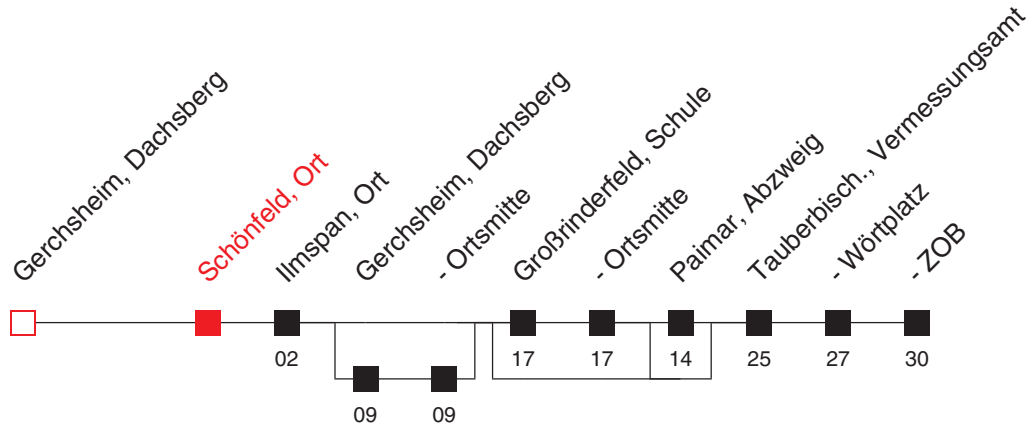 Gerchsheim, Dachsberg
Schönfeld, Ort
Ilmspan, Ort
Gerchsheim, Dachsberg
- Ortsmitte
Großrinderfeld, Schule
- Ortsmitte
Paimar, Abzweig
Tauberbisch., Vermessungsamt
- Wörtplatz
- ZOB
02
17
17
14
25
27
30
09
09